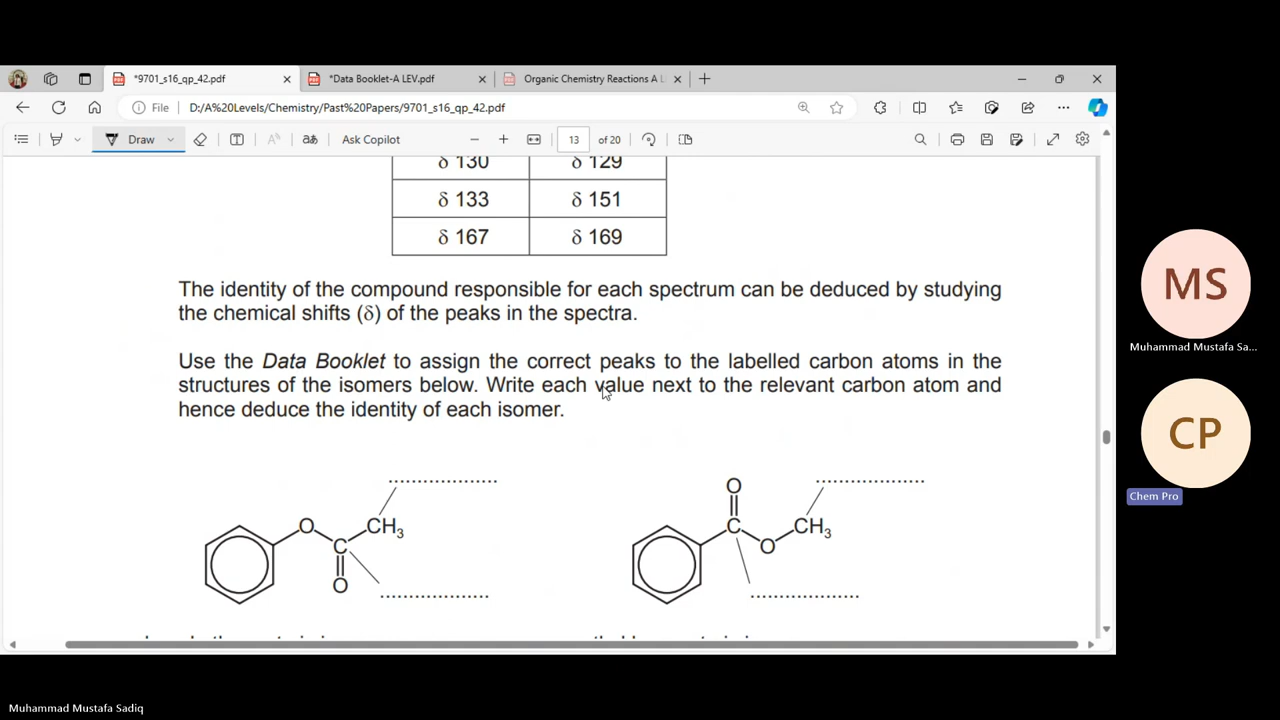 *9701_s16_qp_42.pdf
*Data Booklet-A LEV.pdf
Organic Chemistry Reactions A L
File
D:/A%20Levels/Chemistry/Past%20Papers/9701_s16_qp_42.pdf
Draw
aあ
Ask Copilot
13 of 20
δ 130 δ 129
δ 133 δ 151
δ 167 δ 169
The identity of the compound responsible for each spectrum can be deduced by studying
the chemical shifts (δ) of the peaks in the spectra.
Use the Data Booklet to assign the correct peaks to the labelled carbon atoms in the
structures of the isomers below. Write each value next to the relevant carbon atom and
hence deduce the identity of each isomer.
....................
O
CH3
C
O
....................
....................
O
C
CH3
O
....................
MS
Muhammad Mustafa Sa...
CP
Chem Pro
Muhammad Mustafa Sadiq